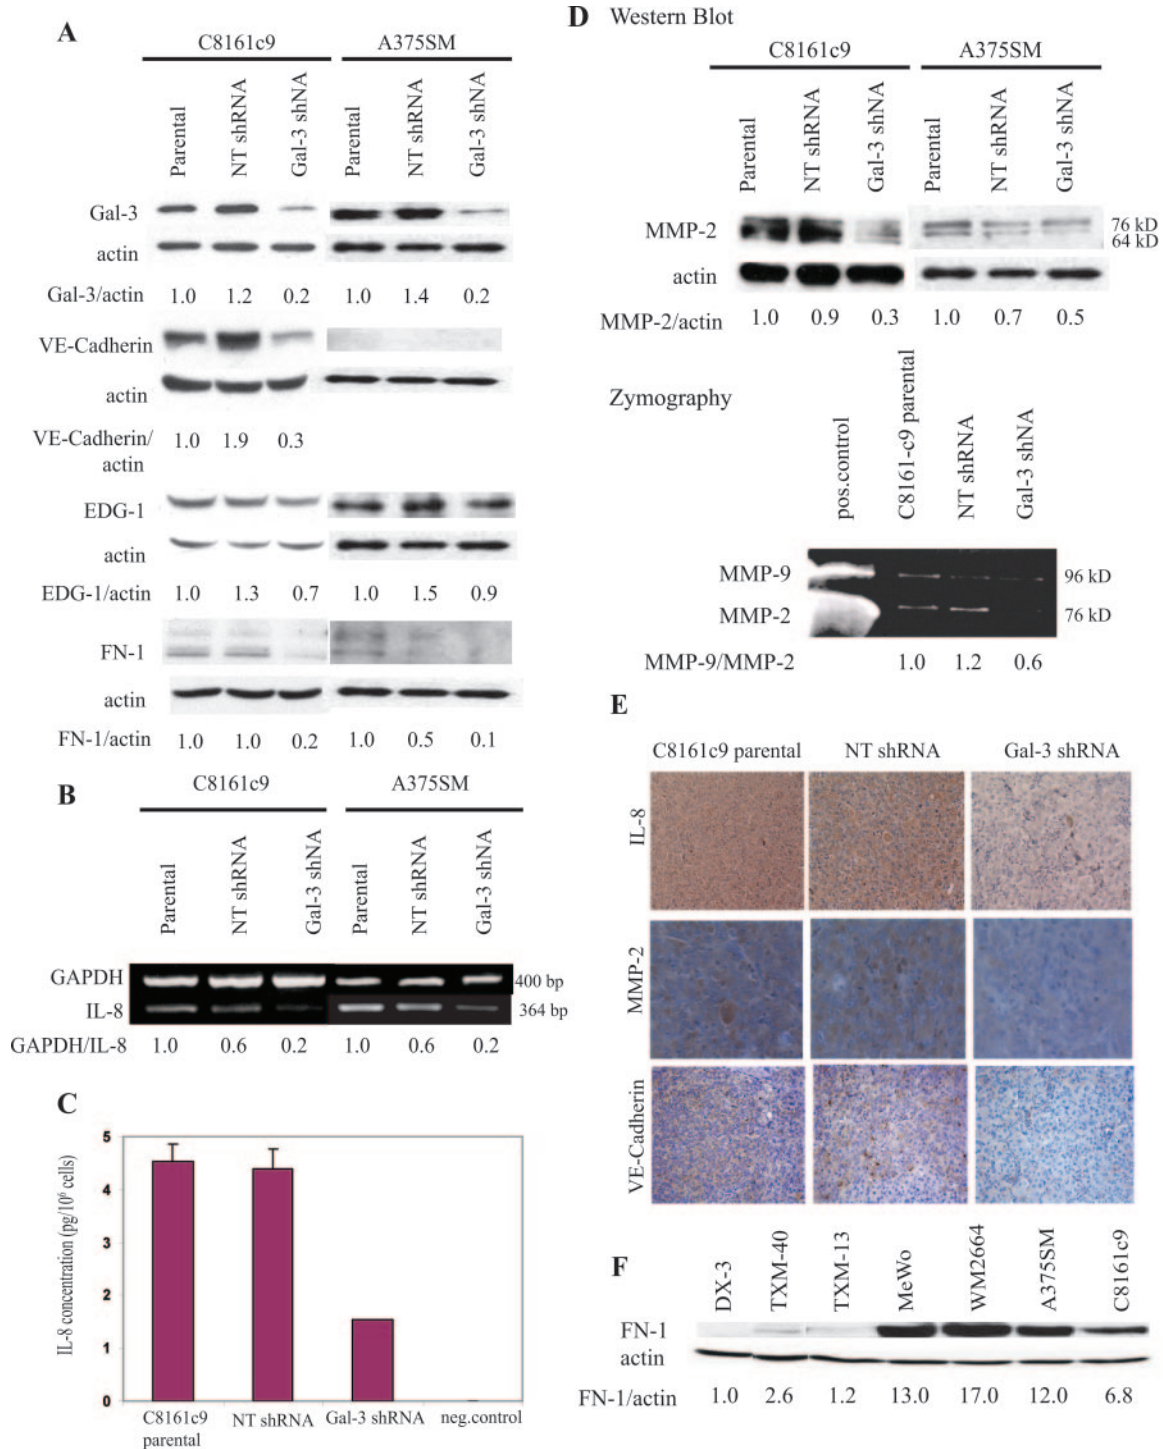 A
C8161c9 A375SM
Parental NT shRNA Gal-3 shNA Parental NT shRNA Gal-3 shNA
Gal-3
actin
Gal-3/actin 1.0 1.2 0.2 1.0 1.4 0.2
VE-Cadherin
actin
VE-Cadherin/
actin
1.0 1.9 0.3
EDG-1
actin
EDG-1/actin 1.0 1.3 0.7 1.0 1.5 0.9
FN-1
actin
FN-1/actin 1.0 1.0 0.2 1.0 0.5 0.1
B
C8161c9 A375SM
Parental NT shRNA Gal-3 shNA Parental NT shRNA Gal-3 shNA
GAPDH 400 bp
IL-8 364 bp
GAPDH/IL-8 1.0 0.6 0.2 1.0 0.6 0.2
C
IL-8 concentration (pg/10⁶ cells)
5
4
3
2
1
0
C8161c9
parental
NT shRNA Gal-3 shRNA neg.control
D Western Blot
C8161c9 A375SM
Parental NT shRNA Gal-3 shNA Parental NT shRNA Gal-3 shNA
MMP-2 76 kD
64 kD
actin
MMP-2/actin 1.0 0.9 0.3 1.0 0.7 0.5
Zymography
pos.control C8161-c9 parental NT shRNA Gal-3 shNA
MMP-9 96 kD
MMP-2 76 kD
MMP-9/MMP-2 1.0 1.2 0.6
E
C8161c9 parental NT shRNA Gal-3 shRNA
IL-8
MMP-2
VE-Cadherin
F
DX-3 TXM-40 TXM-13 MeWo WM2664 A375SM C8161c9
FN-1
actin
FN-1/actin 1.0 2.6 1.2 13.0 17.0 12.0 6.8